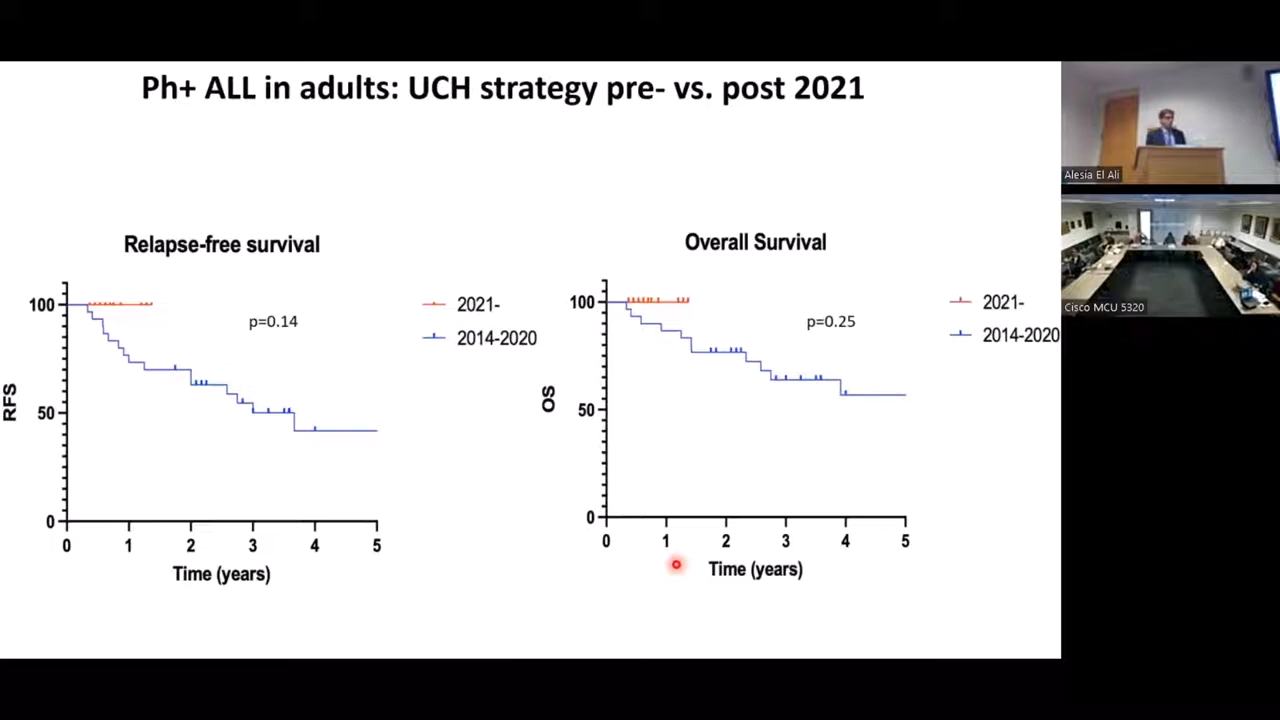 Ph+ ALL in adults: UCH strategy pre- vs. post 2021
Relapse-free survival
100
50
0
RFS
0 1 2 3 4 5
Time (years)
p=0.14
2021-
2014-2020
Overall Survival
100
50
0
OS
0 1 2 3 4 5
Time (years)
p=0.25
2021-
2014-2020
Alesia El Ali
Cisco MCU 5320